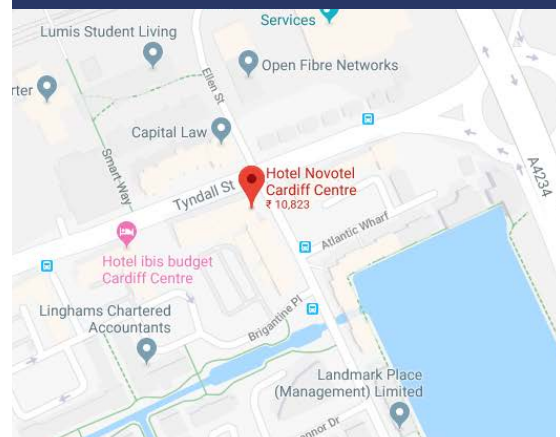 Services
Lumis Student Living
Ellen St
Open Fibre Networks
rter
Capital Law
Smart Way
A4234
Hotel Novotel
Cardiff Centre
₹ 10,823
Tyndall St
Atlantic Wharf
Hotel ibis budget
Cardiff Centre
Linghams Chartered
Accountants
Brigantine Pl
Landmark Place
(Management) Limited
nnor Dr